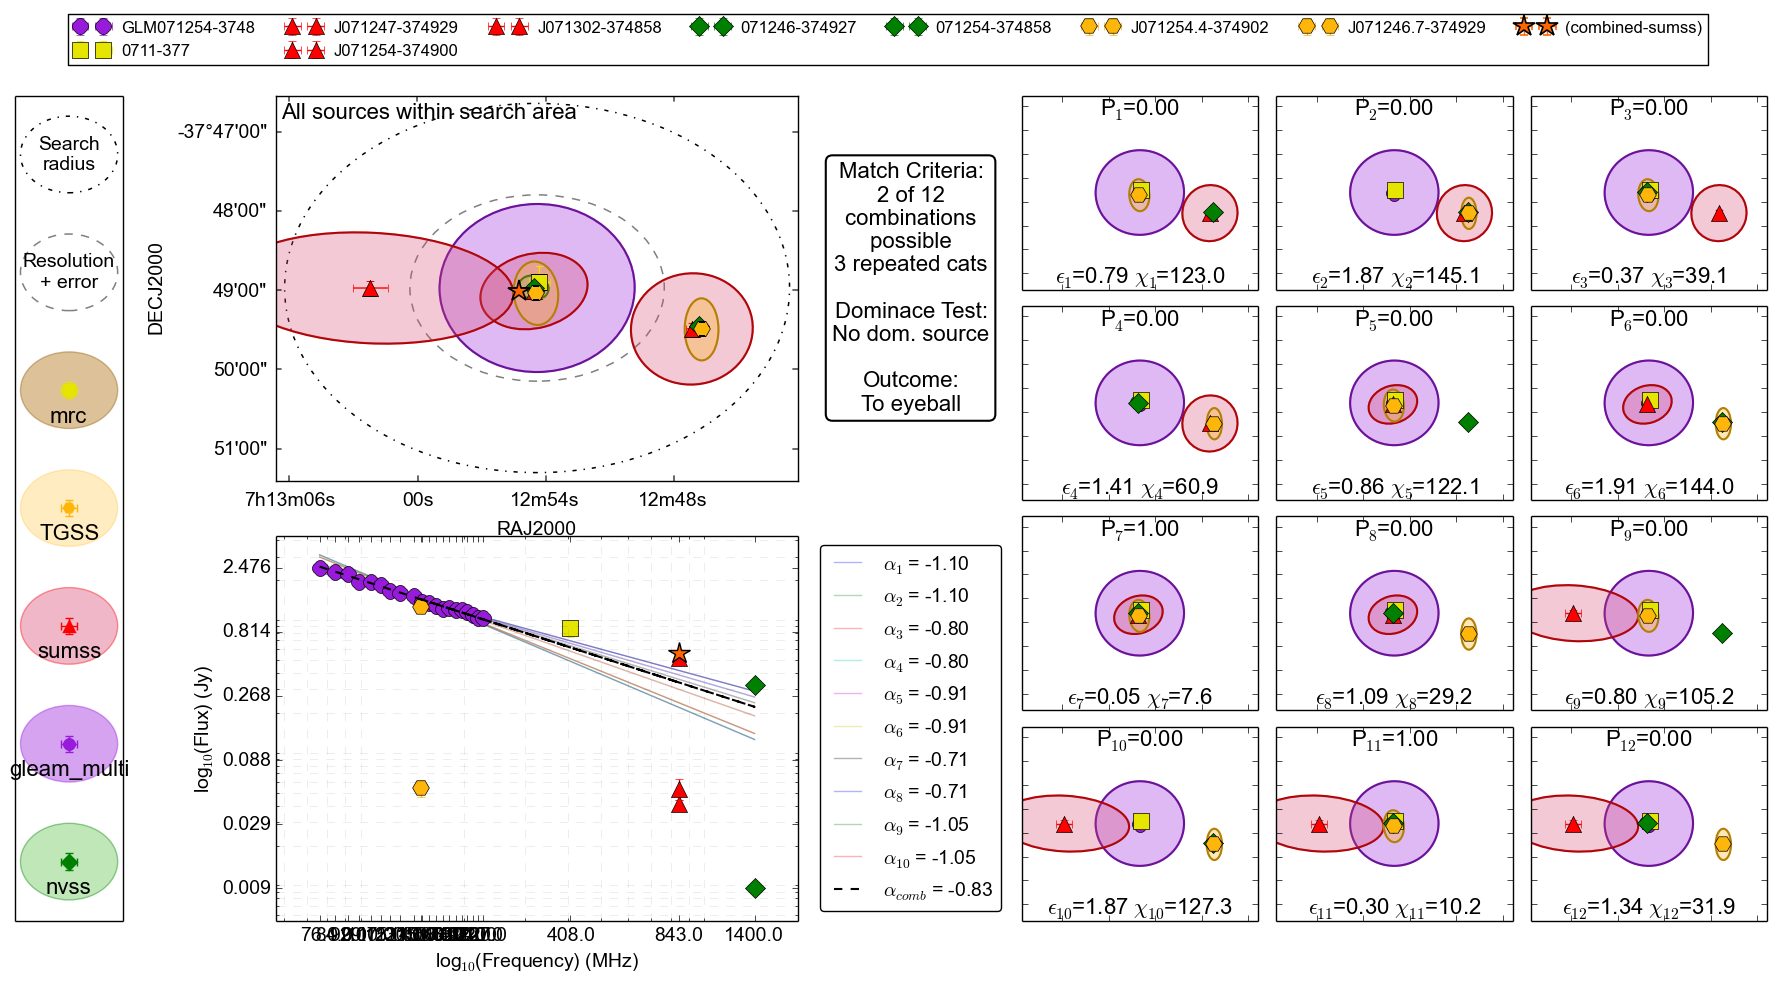 GLM071254-3748
J071247-374929
J071302-374858
071246-374927
071254-374858
J071254.4-374902
J071246.7-374929
(combined-sumss)
0711-377
J071254-374900
Search
radius
Resolution
+ error
mrc
TGSS
sumss
gleam_multi
nvss
All sources within search area
-37°47'00"
48'00"
49'00"
50'00"
51'00"
DECJ2000
7h13m06s
00s
12m54s
12m48s
RAJ2000
Match Criteria:
2 of 12
combinations
possible
3 repeated cats
Dominace Test:
No dom. source
Outcome:
To eyeball
2.476
0.814
0.268
0.088
0.029
0.009
log10(Flux) (Jy)
408.0
843.0
1400.0
log10(Frequency) (MHz)
α1 = -1.10
α2 = -1.10
α3 = -0.80
α4 = -0.80
α5 = -0.91
α6 = -0.91
α7 = -0.71
α8 = -0.71
α9 = -1.05
α10 = -1.05
αcomb = -0.83
P1=0.00
ϵ1=0.79 χ1=123.0
P2=0.00
ϵ2=1.87 χ2=145.1
P3=0.00
ϵ3=0.37 χ3=39.1
P4=0.00
ϵ4=1.41 χ4=60.9
P5=0.00
ϵ5=0.86 χ5=122.1
P6=0.00
ϵ6=1.91 χ6=144.0
P7=1.00
ϵ7=0.05 χ7=7.6
P8=0.00
ϵ8=1.09 χ8=29.2
P9=0.00
ϵ9=0.80 χ9=105.2
P10=0.00
ϵ10=1.87 χ10=127.3
P11=1.00
ϵ11=0.30 χ11=10.2
P12=0.00
ϵ12=1.34 χ12=31.9